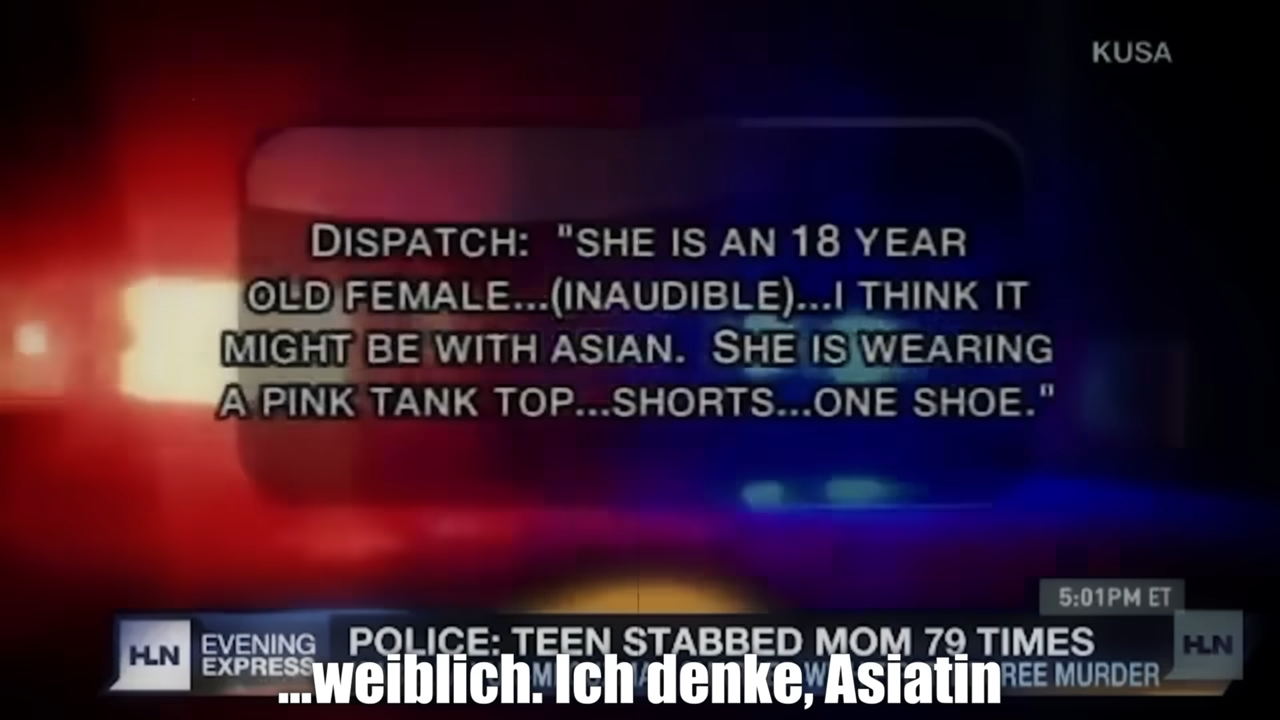 KUSA
DISPATCH: "SHE IS AN 18 YEAR
OLD FEMALE...(INAUDIBLE)...I THINK IT
MIGHT BE WITH ASIAN. SHE IS WEARING
A PINK TANK TOP...SHORTS...ONE SHOE."
5:01PM ET
HLN
EVENING
EXPRESS
POLICE: TEEN STABBED MOM 79 TIMES
HLN
MURDER
...weiblich. Ich denke, Asiatin